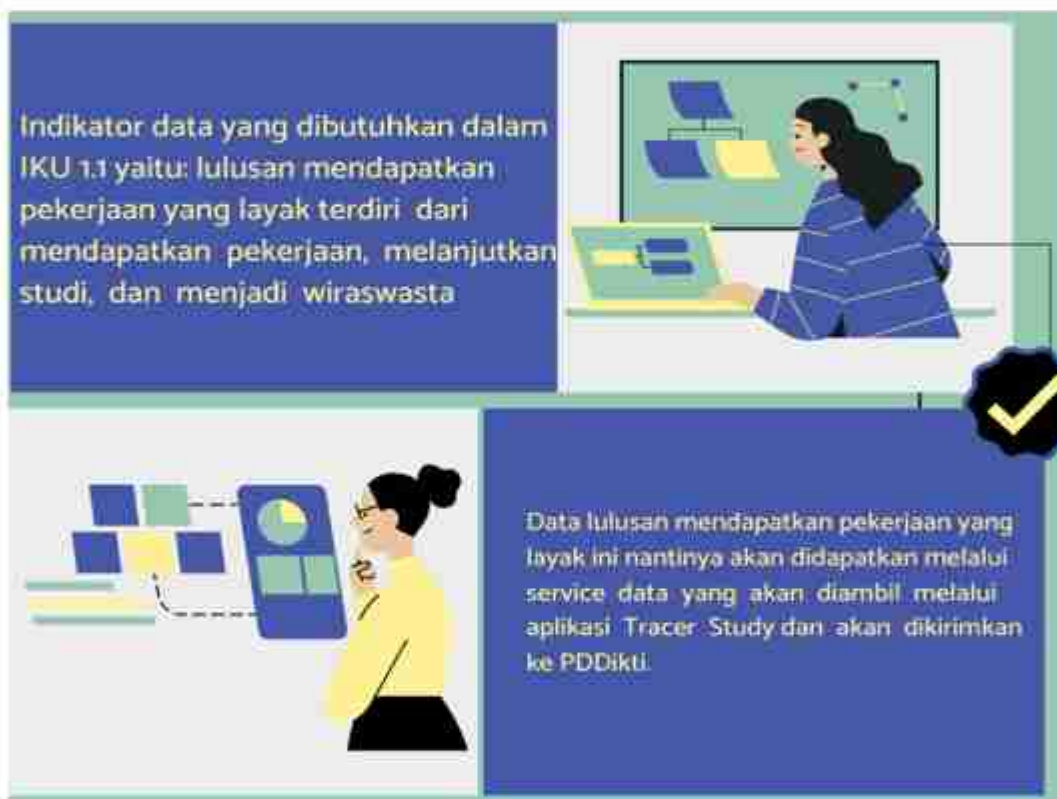 Indikator data yang dibutuhkan dalam
IKU 1.1 yaitu: lulusan mendapatkan
pekerjaan yang layak terdiri dari
mendapatkan pekerjaan, melanjutkan
studi, dan menjadi wiraswasta
Data lulusan mendapatkan pekerjaan yang
layak ini nantinya akan didapatkan melalui
service data yang akan diambil melalui
aplikasi Tracer Study dan akan dikirimkan
ke PDDikti.